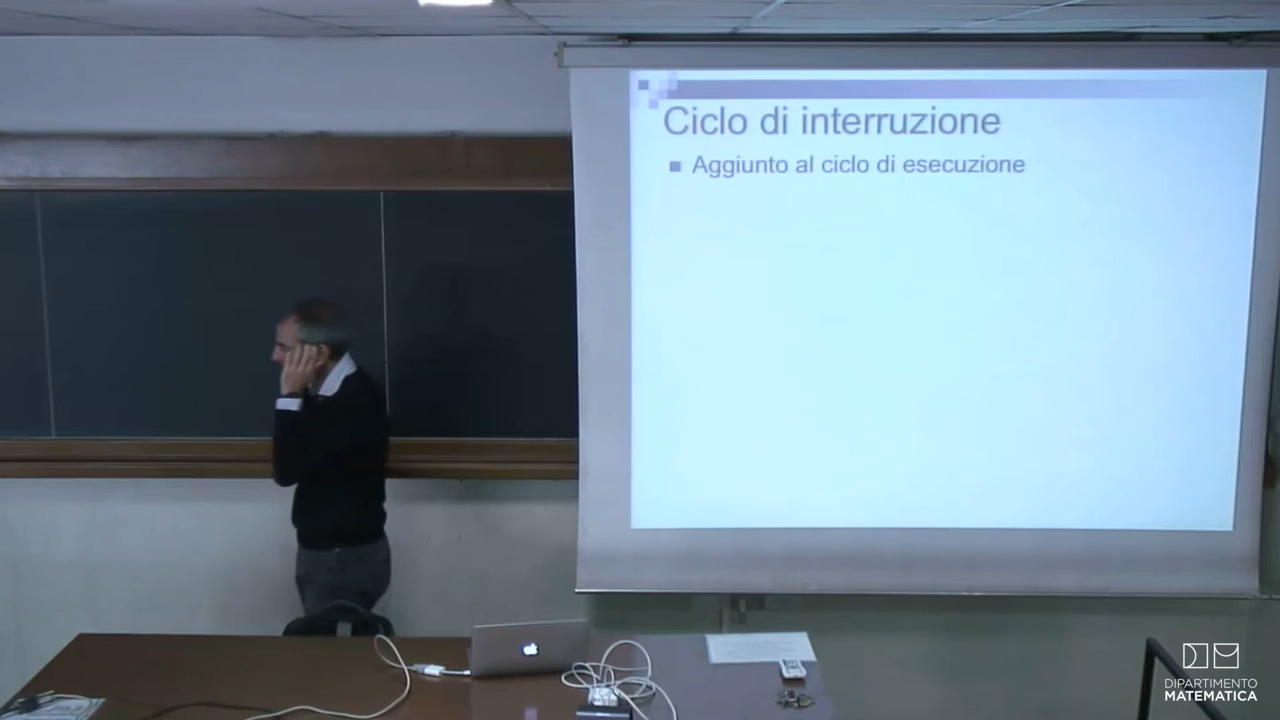 Ciclo di interruzione
Aggiunto al ciclo di esecuzione
DIPARTIMENTO
MATEMATICA